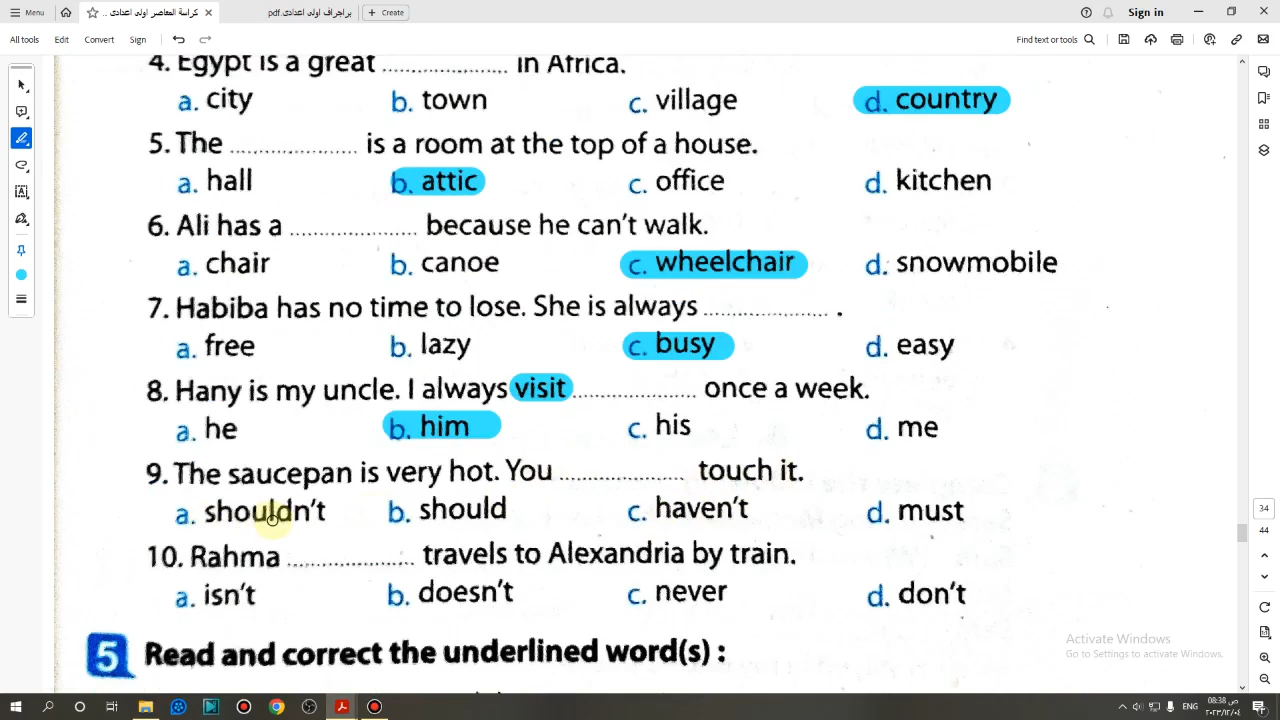 Menu
كراسة المعاصر اولى اعدادى ..
براجراف اولى اعدادى.pdf
Create
Sign in
All tools Edit Convert Sign
Find text or tools
4. Egypt is a great .................... in Africa.
a. city b. town c. village d. country
5. The .................... is a room at the top of a house.
a. hall b. attic c. office d. kitchen
6. Ali has a .................... because he can't walk.
a. chair b. canoe c. wheelchair d. snowmobile
7. Habiba has no time to lose. She is always .................... .
a. free b. lazy c. busy d. easy
8. Hany is my uncle. I always visit .................... once a week.
a. he b. him c. his d. me
9. The saucepan is very hot. You .................... touch it.
a. shouldn't b. should c. haven't d. must
10. Rahma .................... travels to Alexandria by train.
a. isn't b. doesn't c. never d. don't
5 Read and correct the underlined word(s) :
34
44
Activate Windows
Go to Settings to activate Windows.
ENG
08:38 ص